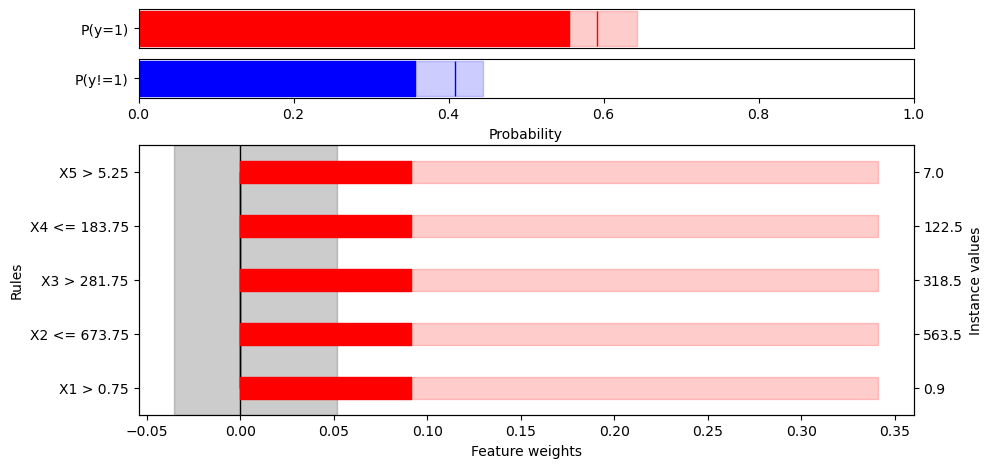 P(y=1)
P(y!=1)
0.0 0.2 0.4 0.6 0.8 1.0
Probability
X5 > 5.25 7.0
X4 <= 183.75 122.5
X3 > 281.75 318.5
X2 <= 673.75 563.5
X1 > 0.75 0.9
Rules
Instance values
−0.05 0.00 0.05 0.10 0.15 0.20 0.25 0.30 0.35
Feature weights